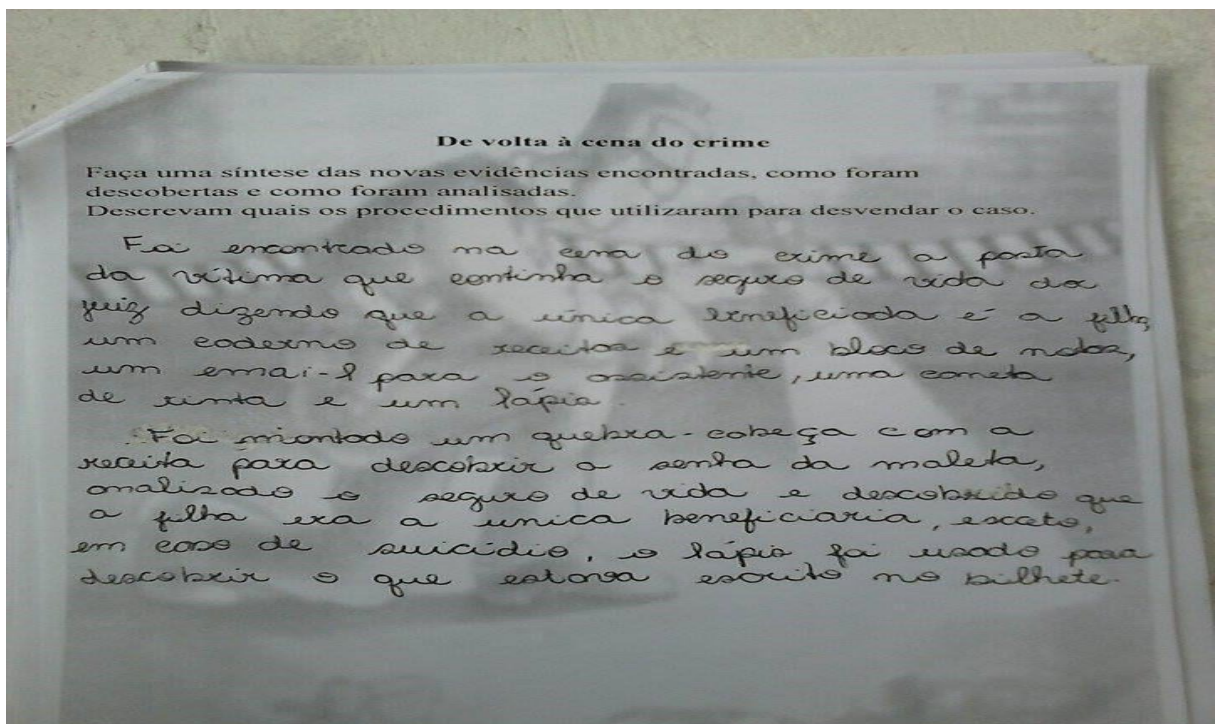 De volta à cena do crime
Faça uma síntese das novas evidências encontradas, como foram
descobertas e como foram analisadas.
Descrevam quais os procedimentos que utilizaram para desvendar o caso.
Foi encontrado na cena do crime a pasta
da vítima que continha o seguro de vida do
juiz dizendo que a única beneficiada é a filha,
um caderno de receitas e um bloco de notas,
um emai-l para o assistente, uma caneta
de tinta e um lápis.
Foi montado um quebra-cabeça com a
receita para descobrir a senha da maleta,
analisado o seguro de vida e descobrido que
a filha era a unica beneficiaria, exceto,
em caso de suicídio, o lápis foi usado para
descobrir o que estava escrito no bilhete.